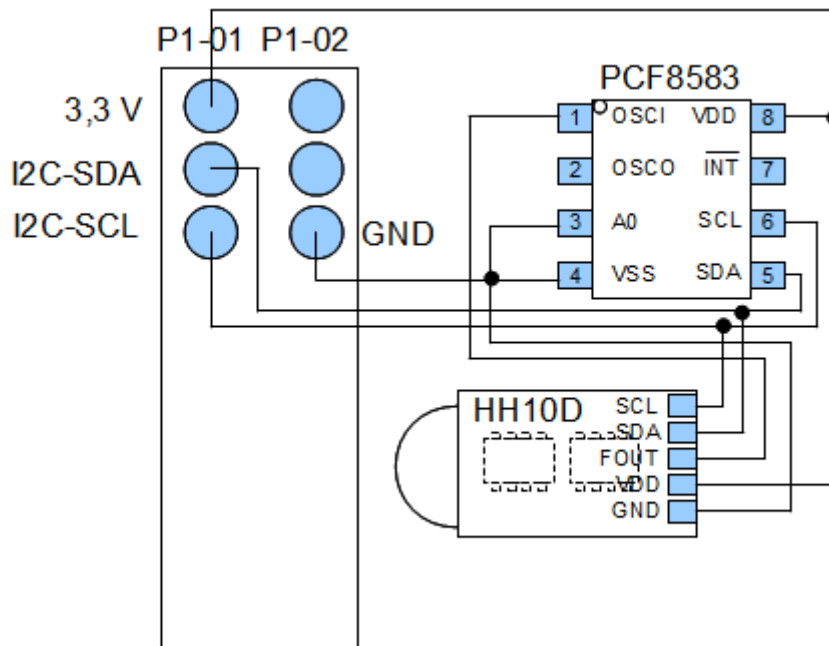 P1-01 P1-02
3,3 V
I2C-SDA
I2C-SCL
GND
PCF8583
1 OSCI VDD 8
2 OSCO INT 7
3 A0 SCL 6
4 VSS SDA 5
HH10D
SCL
SDA
FOUT
VDD
GND